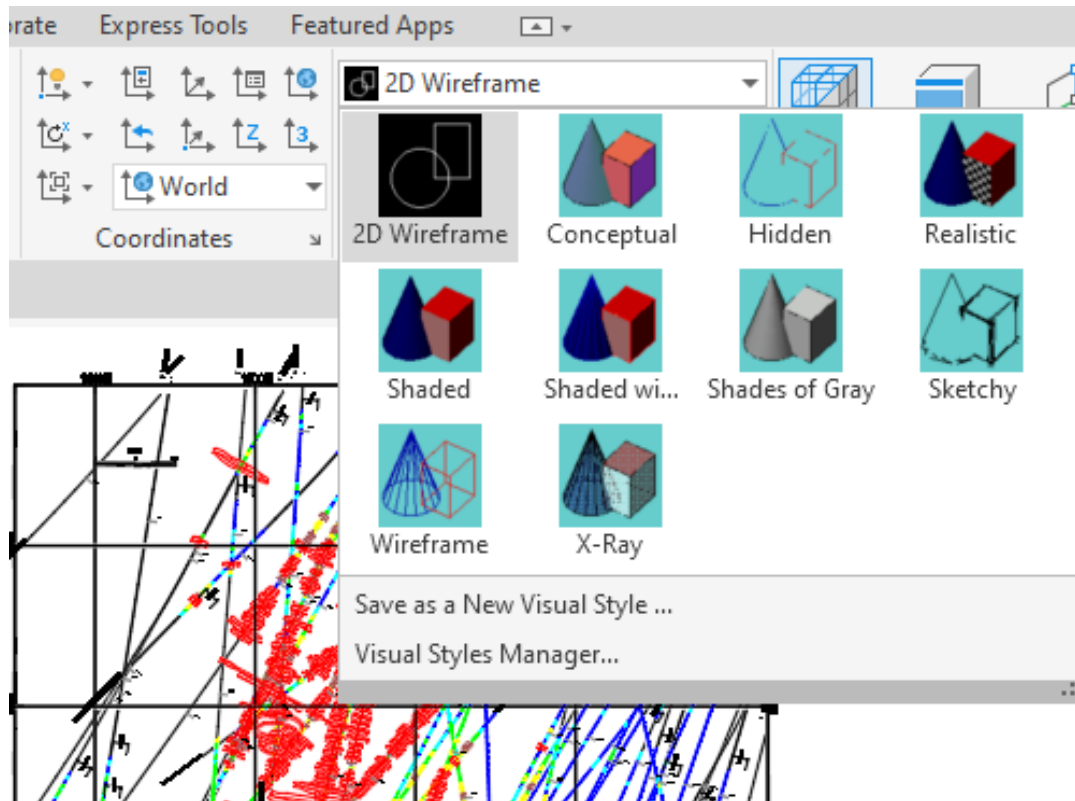 orate Express Tools Featured Apps
2D Wireframe
World
Coordinates
2D Wireframe Conceptual Hidden Realistic
Shaded Shaded wi... Shades of Gray Sketchy
Wireframe X-Ray
Save as a New Visual Style ...
Visual Styles Manager...